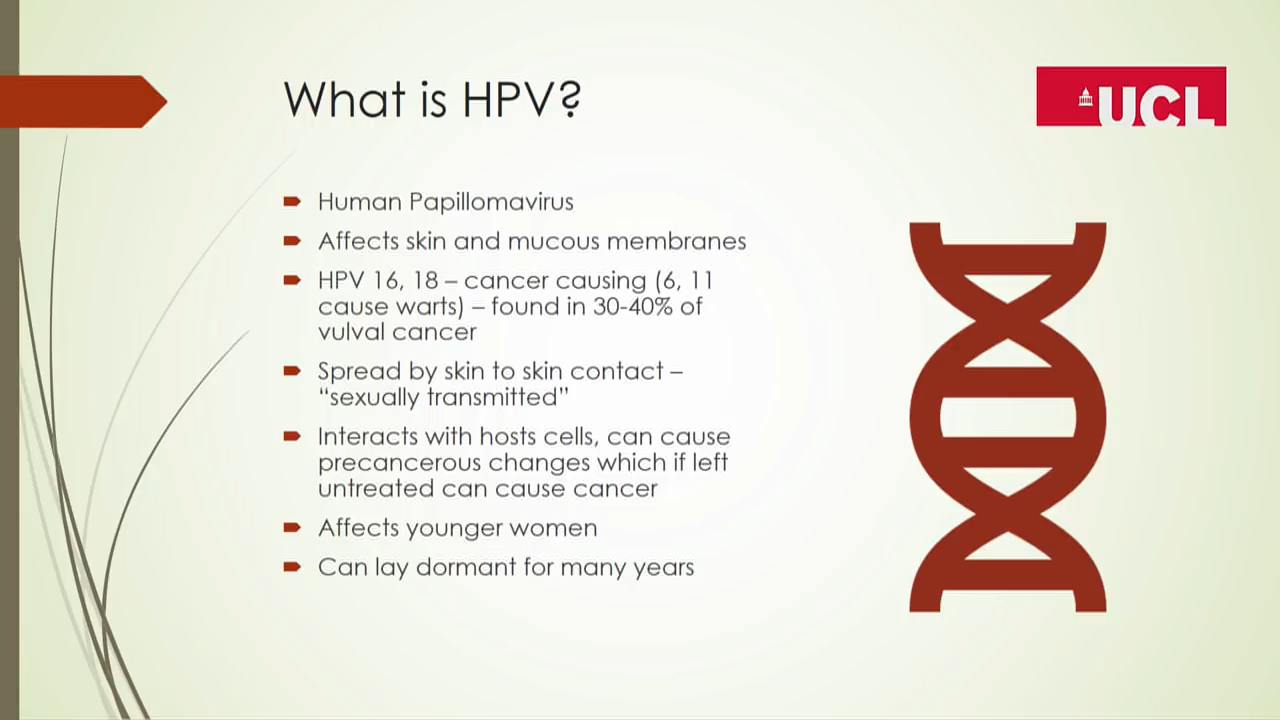 What is HPV?
UCL
Human Papillomavirus
Affects skin and mucous membranes
HPV 16, 18 – cancer causing (6, 11
cause warts) – found in 30-40% of
vulval cancer
Spread by skin to skin contact –
“sexually transmitted”
Interacts with hosts cells, can cause
precancerous changes which if left
untreated can cause cancer
Affects younger women
Can lay dormant for many years